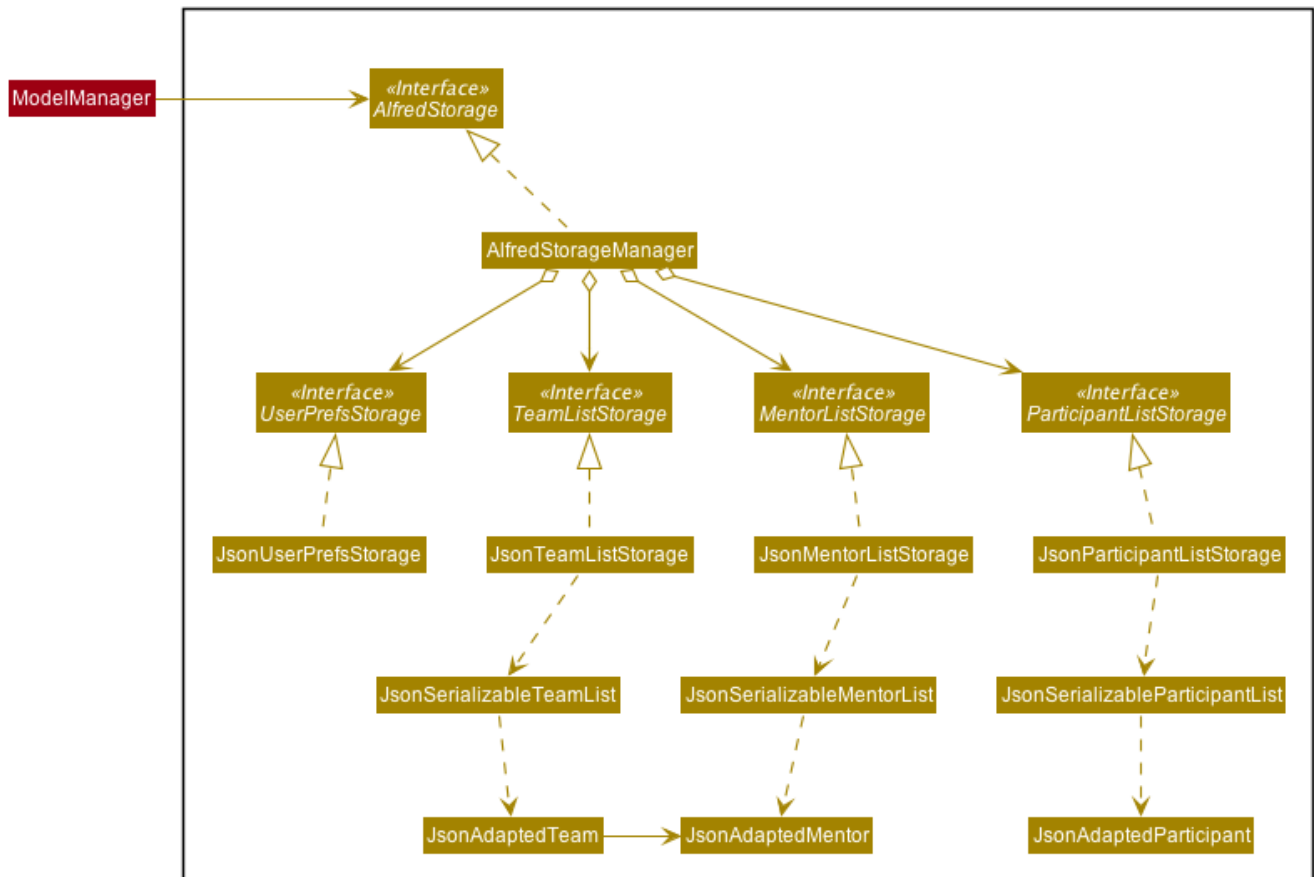 ModelManager
«Interface»
AlfredStorage
AlfredStorageManager
«Interface»
UserPrefsStorage
«Interface»
TeamListStorage
«Interface»
MentorListStorage
«Interface»
ParticipantListStorage
JsonUserPrefsStorage
JsonTeamListStorage
JsonMentorListStorage
JsonParticipantListStorage
JsonSerializableTeamList
JsonSerializableMentorList
JsonSerializableParticipantList
JsonAdaptedTeam
JsonAdaptedMentor
JsonAdaptedParticipant